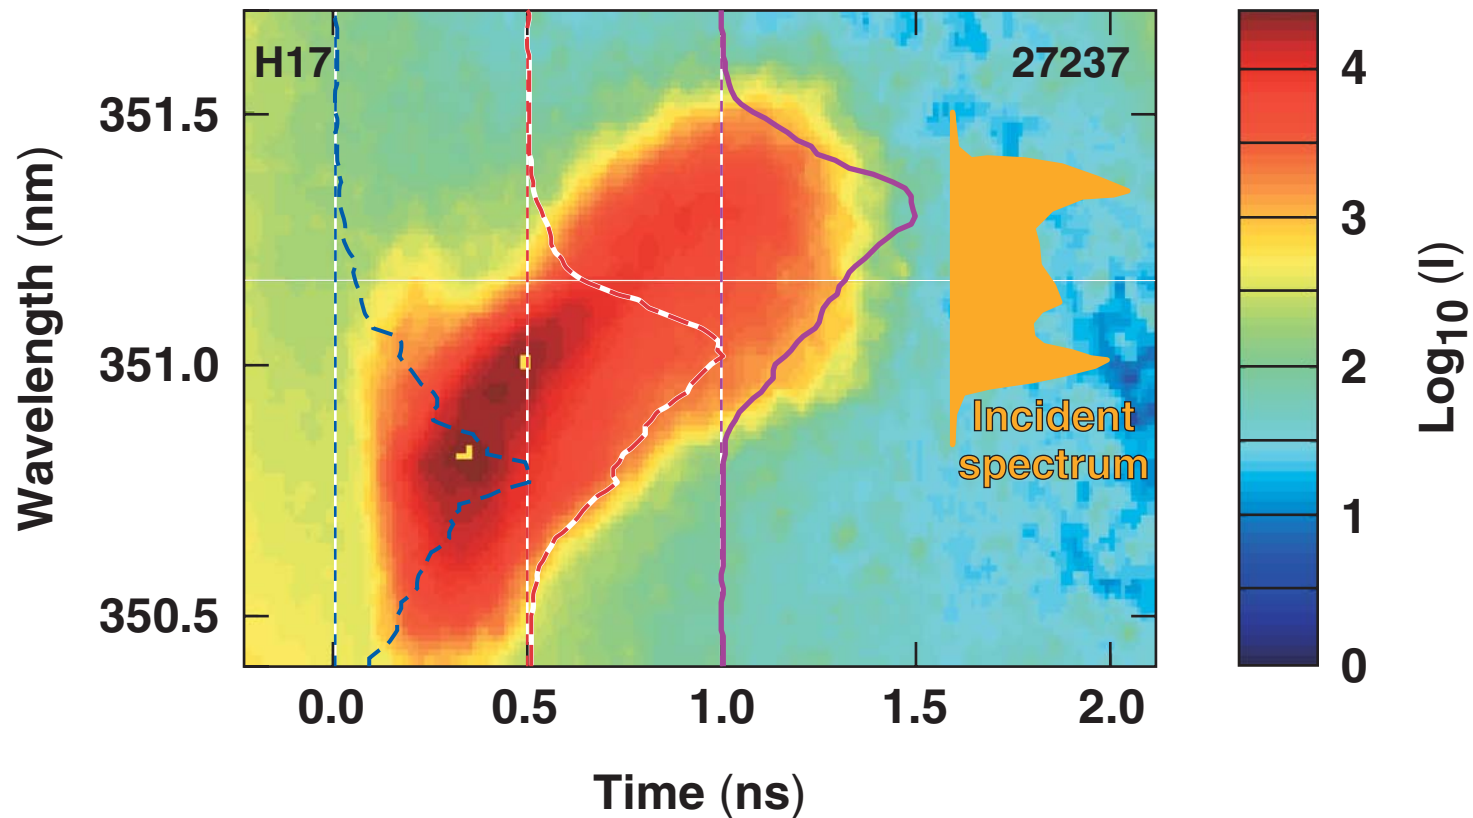 H17
27237
351.5
351.0
350.5
Wavelength (nm)
Incident
spectrum
0.0 0.5 1.0 1.5 2.0
Time (ns)
4
3
2
1
0
Log10 (I)